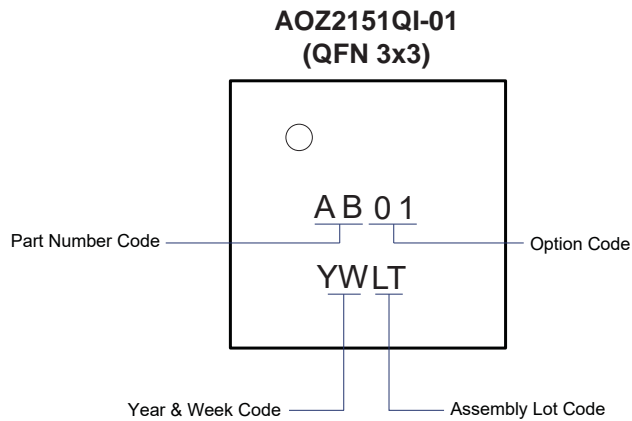 AOZ2151QI-01
(QFN 3x3)
AB01
Part Number Code
Option Code
YWLT
Year & Week Code
Assembly Lot Code